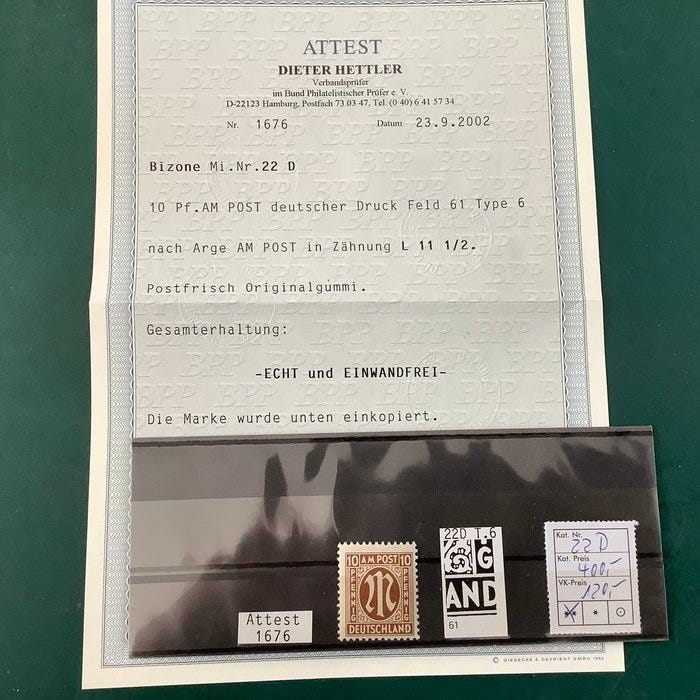 ATTEST
DIETER HETTLER
Verbandsprüfer
im Bund Philatelistischer Prüfer e. V.
D-22123 Hamburg, Postfach 73 03 47, Tel. (0 40) 6 41 57 34
Nr. 1676 Datum 23.9.2002
Bizone Mi.Nr.22 D
10 Pf.AM POST deutscher Druck Feld 61 Type 6
nach Arge AM POST in Zähnung L 11 1/2.
Postfrisch Originalgummi.
Gesamterhaltung:
-ECHT und EINWANDFREI-
Die Marke wurde unten einkopiert.
Attest
1676
10 AM POST 10
PFENNIG M PFENNIG
DEUTSCHLAND
22D T.6
G
AND
61
Kat. Nr.
22 D
Kat. Preis
400,-
VK-Preis
120,-
** * ⊙
© GIESECKE & DEVRIENT GMBH 1992